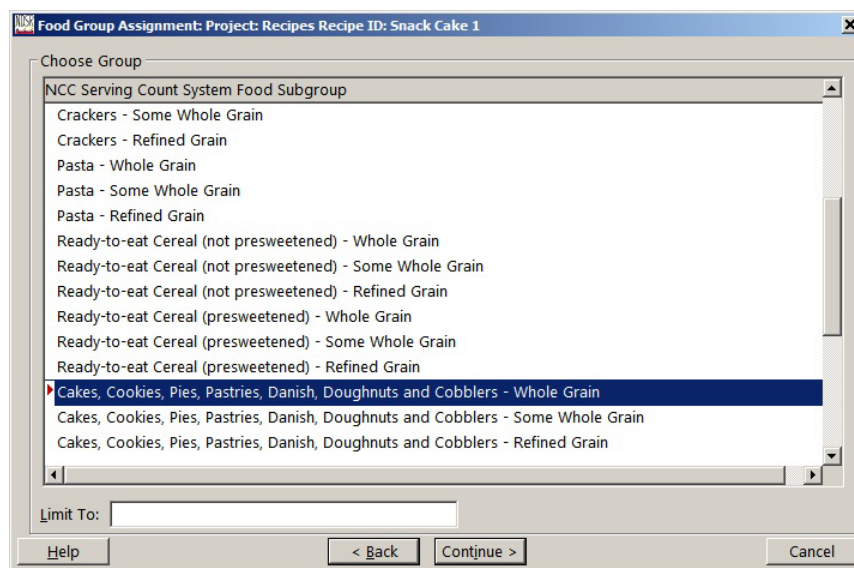 Food Group Assignment: Project: Recipes Recipe ID: Snack Cake 1
Choose Group
NCC Serving Count System Food Subgroup
Crackers - Some Whole Grain
Crackers - Refined Grain
Pasta - Whole Grain
Pasta - Some Whole Grain
Pasta - Refined Grain
Ready-to-eat Cereal (not presweetened) - Whole Grain
Ready-to-eat Cereal (not presweetened) - Some Whole Grain
Ready-to-eat Cereal (not presweetened) - Refined Grain
Ready-to-eat Cereal (presweetened) - Whole Grain
Ready-to-eat Cereal (presweetened) - Some Whole Grain
Ready-to-eat Cereal (presweetened) - Refined Grain
Cakes, Cookies, Pies, Pastries, Danish, Doughnuts and Cobblers - Whole Grain
Cakes, Cookies, Pies, Pastries, Danish, Doughnuts and Cobblers - Some Whole Grain
Cakes, Cookies, Pies, Pastries, Danish, Doughnuts and Cobblers - Refined Grain
Limit To:
Help < Back Continue > Cancel